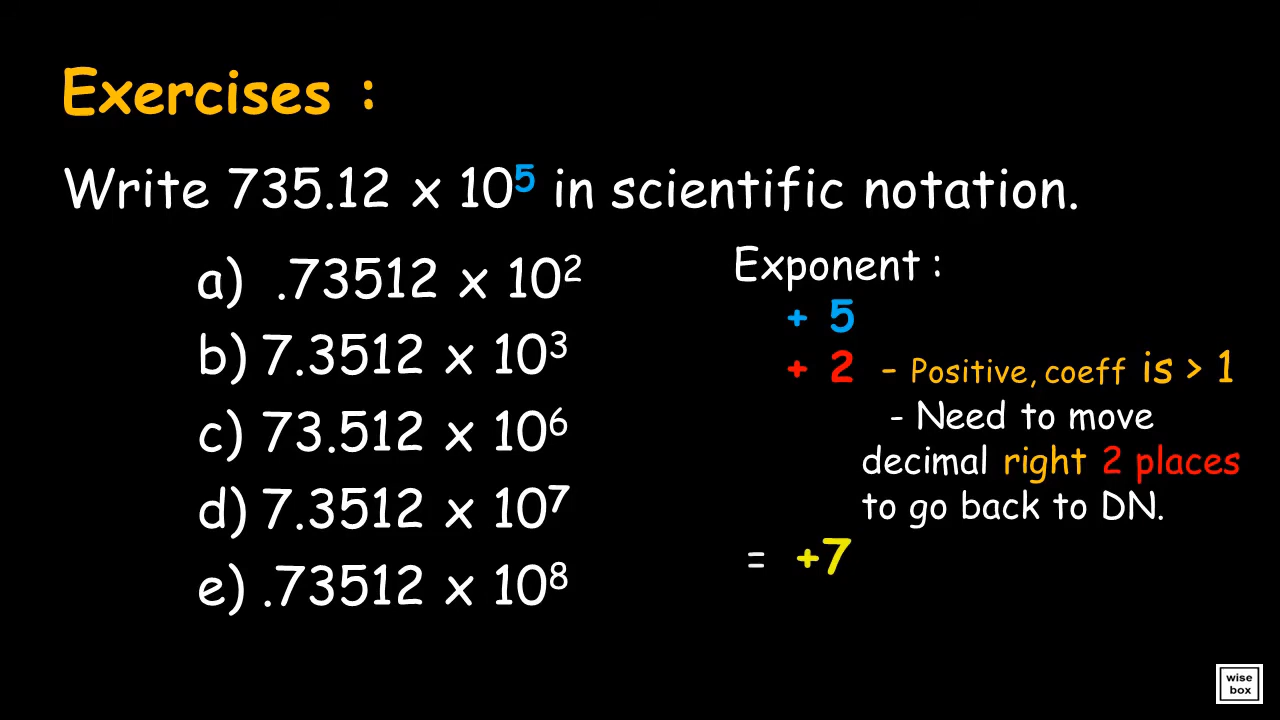 Exercises :
Write 735.12 x 10⁵ in scientific notation.
a) .73512 x 10²
b) 7.3512 x 10³
c) 73.512 x 10⁶
d) 7.3512 x 10⁷
e) .73512 x 10⁸
Exponent :
+ 5
+ 2 - Positive, coeff is > 1
- Need to move
decimal right 2 places
to go back to DN.
= +7
wise
box